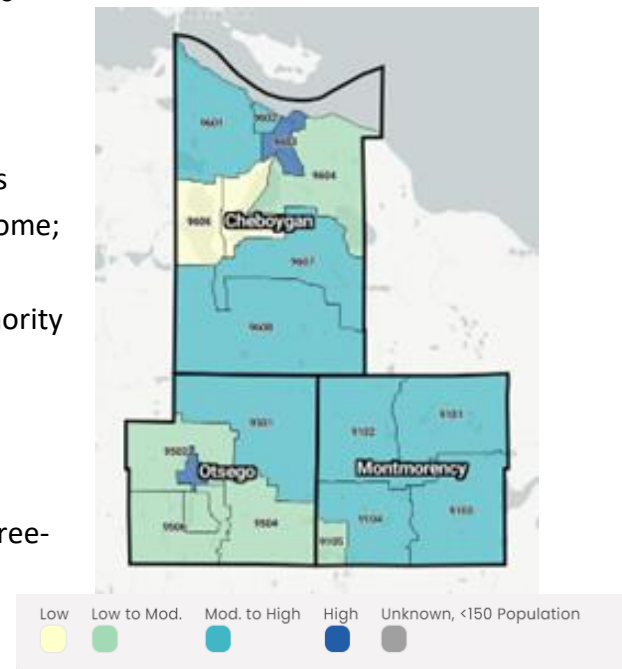 s
ome;
ority
ree-
9601
9602
9603
9604
9606
Cheboygan
9607
9608
9501
9102
9101
9502
Otsego
Montmorency
9506
9504
9104
9103
9105
Low
Low to Mod.
Mod. to High
High
Unknown, <150 Population